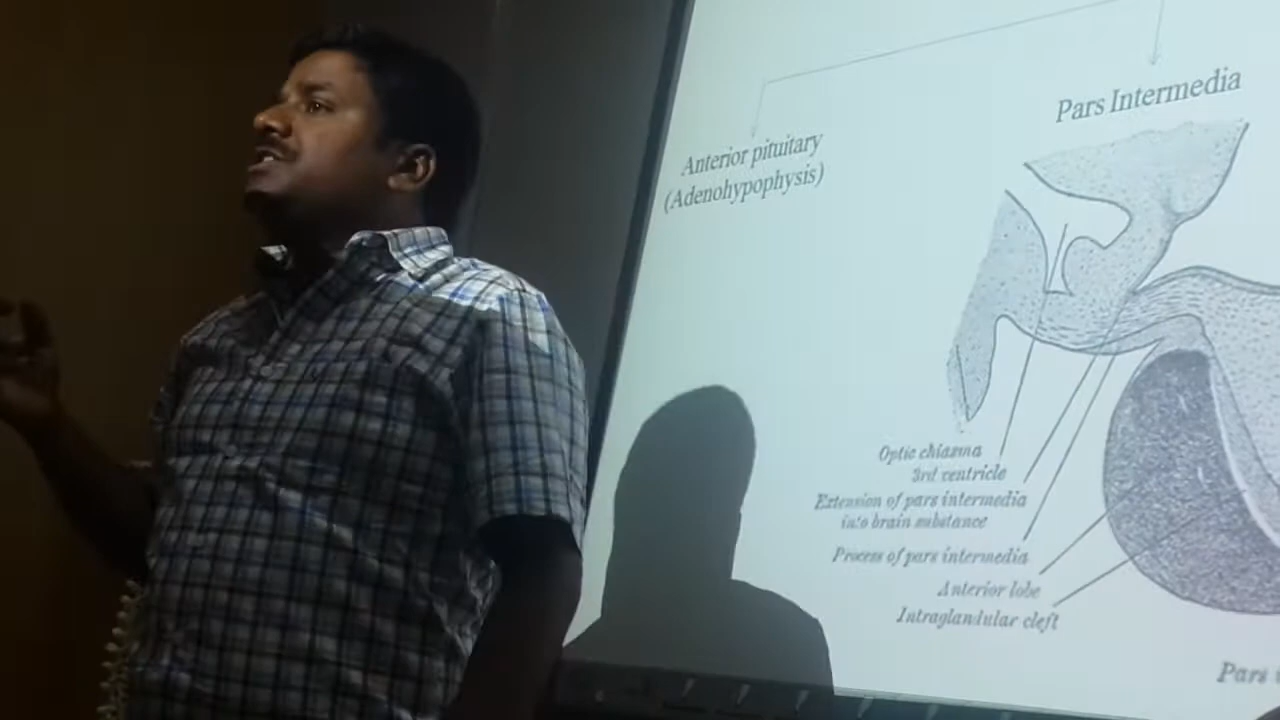 Pars Intermedia
Anterior pituitary
(Adenohypophysis)
Optic chiasma
3rd ventricle
Extension of pars intermedia
into brain substance
Process of pars intermedia
Anterior lobe
Intraglandular cleft
Pars